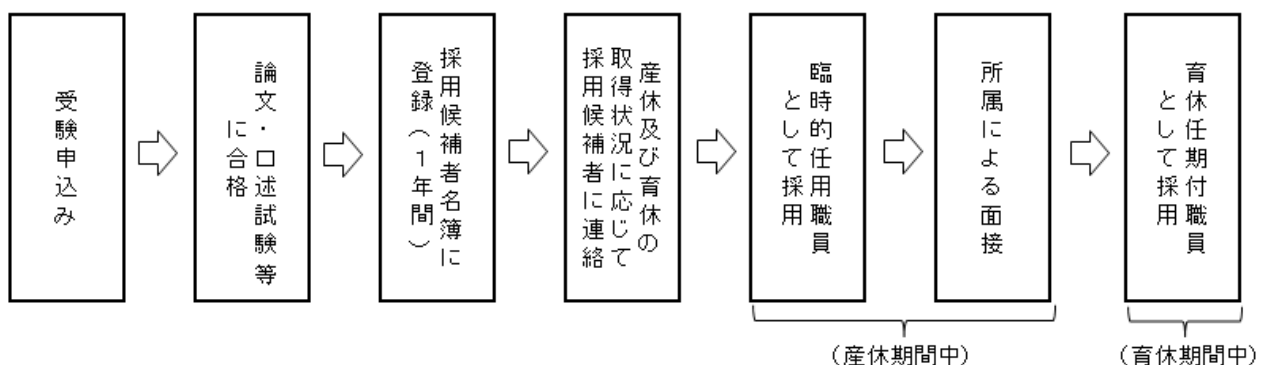 受験申込み
論文・口述試験等
に合格
採用候補者名簿に
登録（１年間）
産休及び育休の
取得状況に応じて
採用候補者に連絡
臨時的任用職員
として採用
所属による面接
育休任期付職員
として採用
（産休期間中）
（育休期間中）